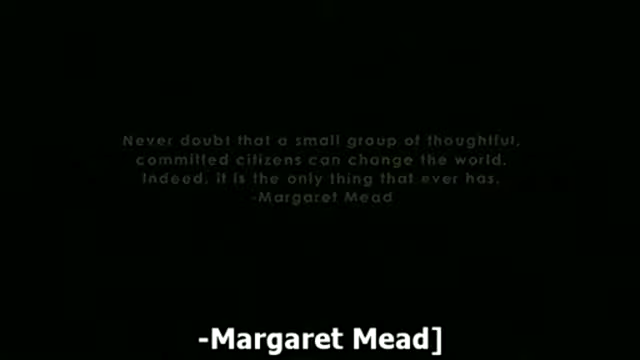 Never doubt that a small group of thoughtful,
committed citizens can change the world.
Indeed, it is the only thing that ever has.
-Margaret Mead
-Margaret Mead]